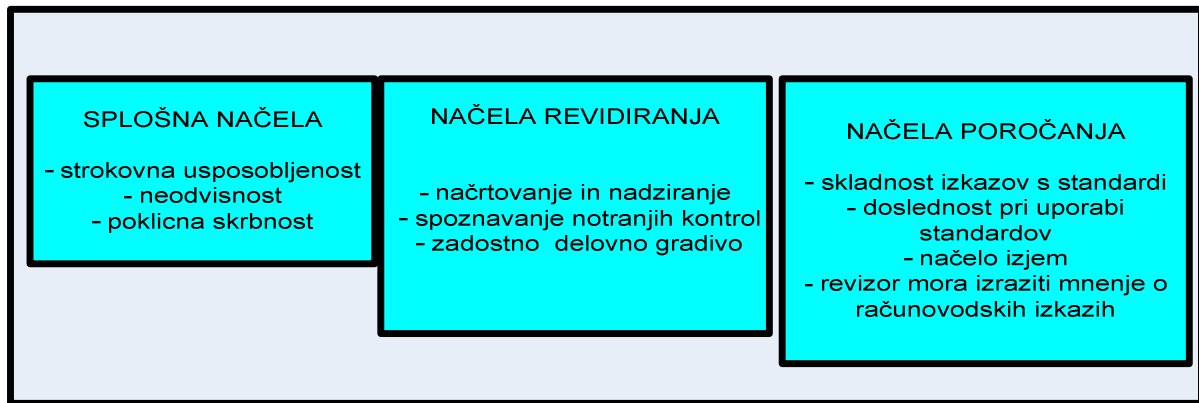 SPLOŠNA NAČELA
- strokovna usposobljenost
- neodvisnost
- poklicna skrbnost
NAČELA REVIDIRANJA
- načrtovanje in nadziranje
- spoznavanje notranjih kontrol
- zadostno delovno gradivo
NAČELA POROČANJA
- skladnost izkazov s standardi
- doslednost pri uporabi
standardov
- načelo izjem
- revizor mora izraziti mnenje o
računovodskih izkazih